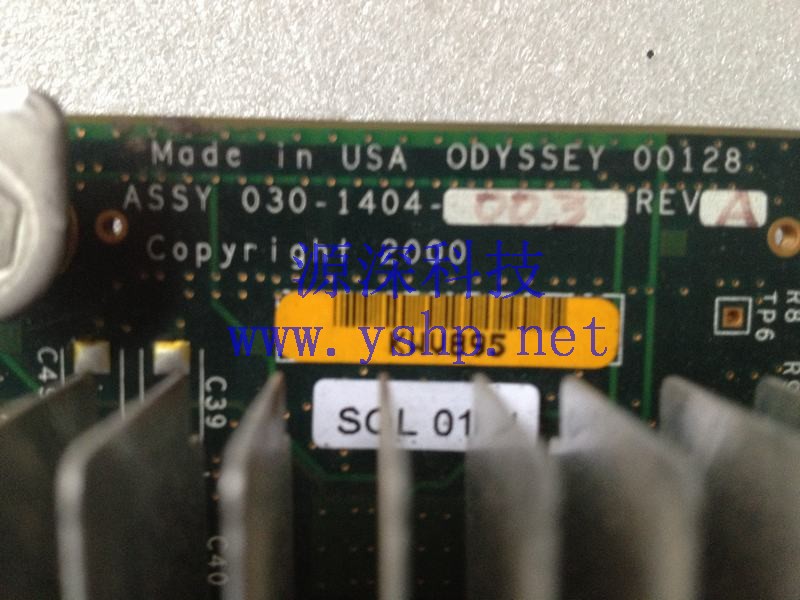 Made in USA ODYSSEY 00128
ASSY 030-1404-003 REV A
Copyright 2000
源深科技
www.yshp.net
R8
TP6
C39
SOL
C40